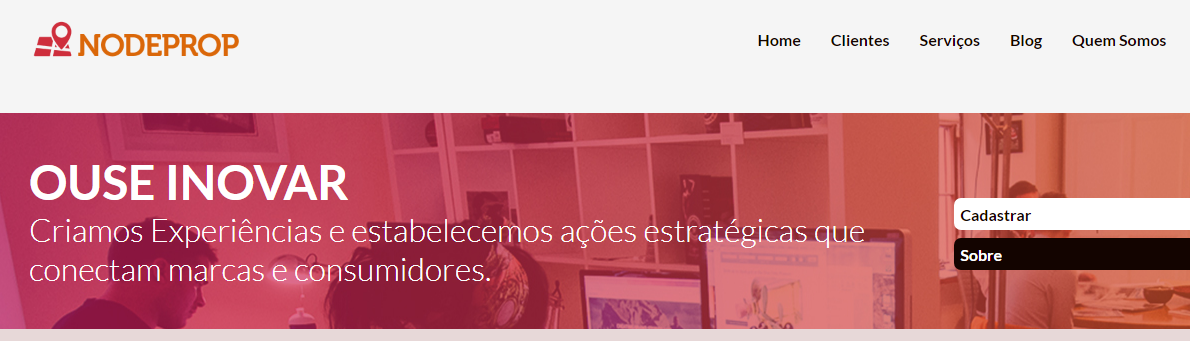 NODEPROP
Home Clientes Serviços Blog Quem Somos
OUSE INOVAR
Criamos Experiências e estabelecemos ações estratégicas que
conectam marcas e consumidores.
Cadastrar
Sobre